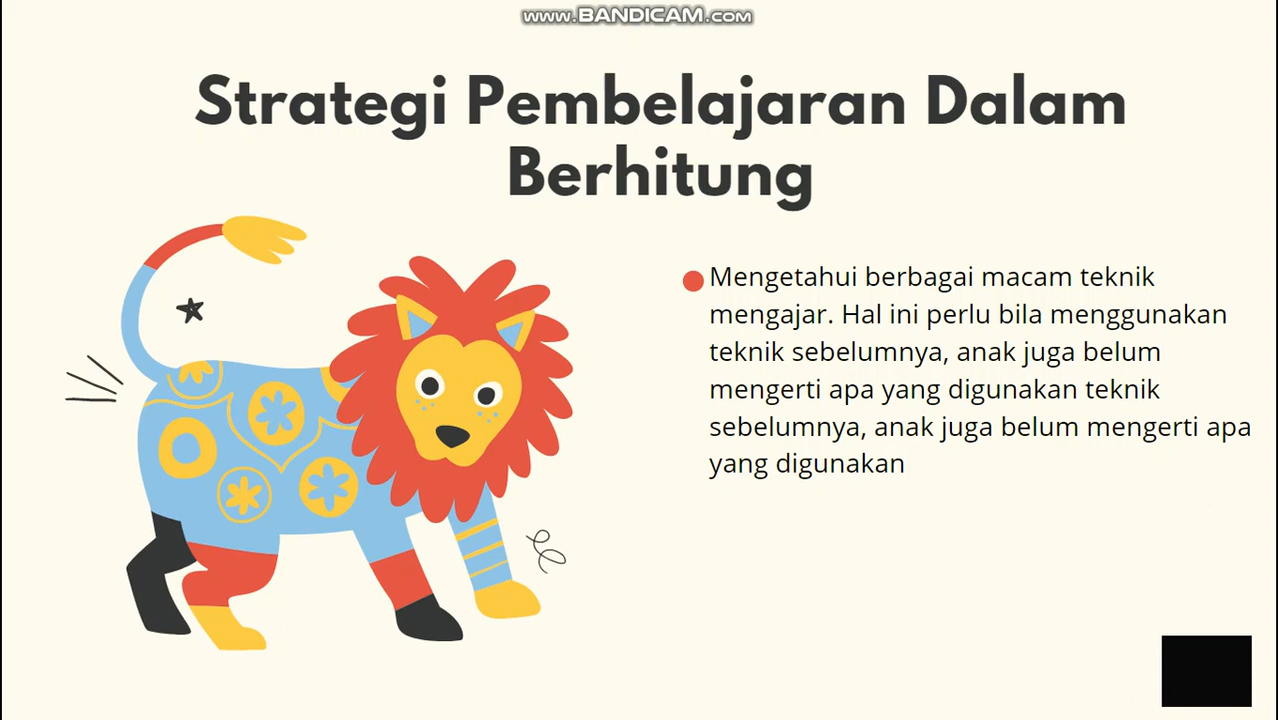 www.BANDICAM.com
Strategi Pembelajaran Dalam
Berhitung
Mengetahui berbagai macam teknik
mengajar. Hal ini perlu bila menggunakan
teknik sebelumnya, anak juga belum
mengerti apa yang digunakan teknik
sebelumnya, anak juga belum mengerti apa
yang digunakan